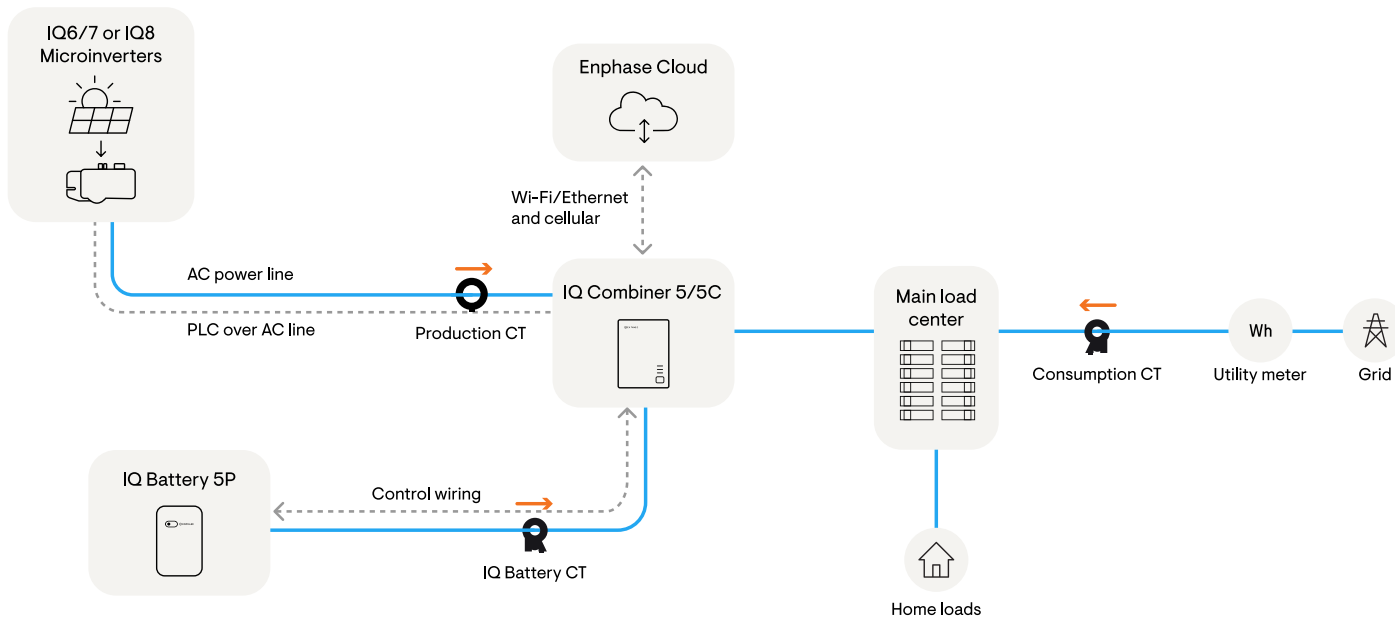 IQ6/7 or IQ8
Microinverters
Enphase Cloud
Wi-Fi/Ethernet
and cellular
AC power line
PLC over AC line
Production CT
IQ Combiner 5/5C
Main load
center
Consumption CT
Wh
Utility meter
Grid
IQ Battery 5P
Control wiring
IQ Battery CT
Home loads